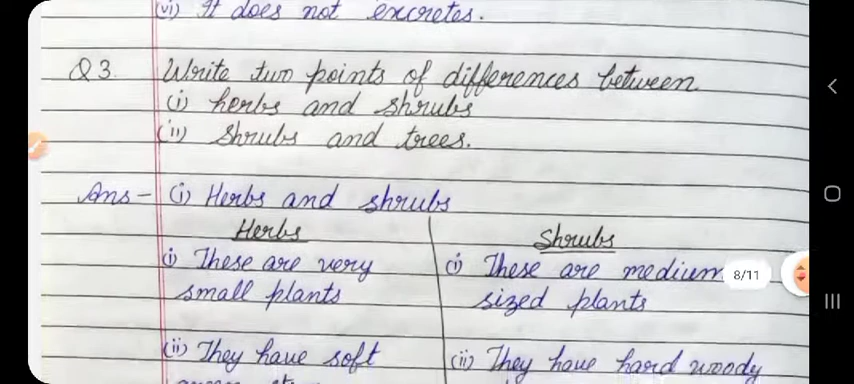 (vi) It does not excretes.
Q3. Write two points of differences between
(i) herbs and shrubs
(ii) Shrubs and trees.
Ans - (i) Herbs and shrubs
Herbs Shrubs
(i) These are very (i) These are medium
small plants sized plants
8/11
(ii) They have soft (ii) They have hard woody